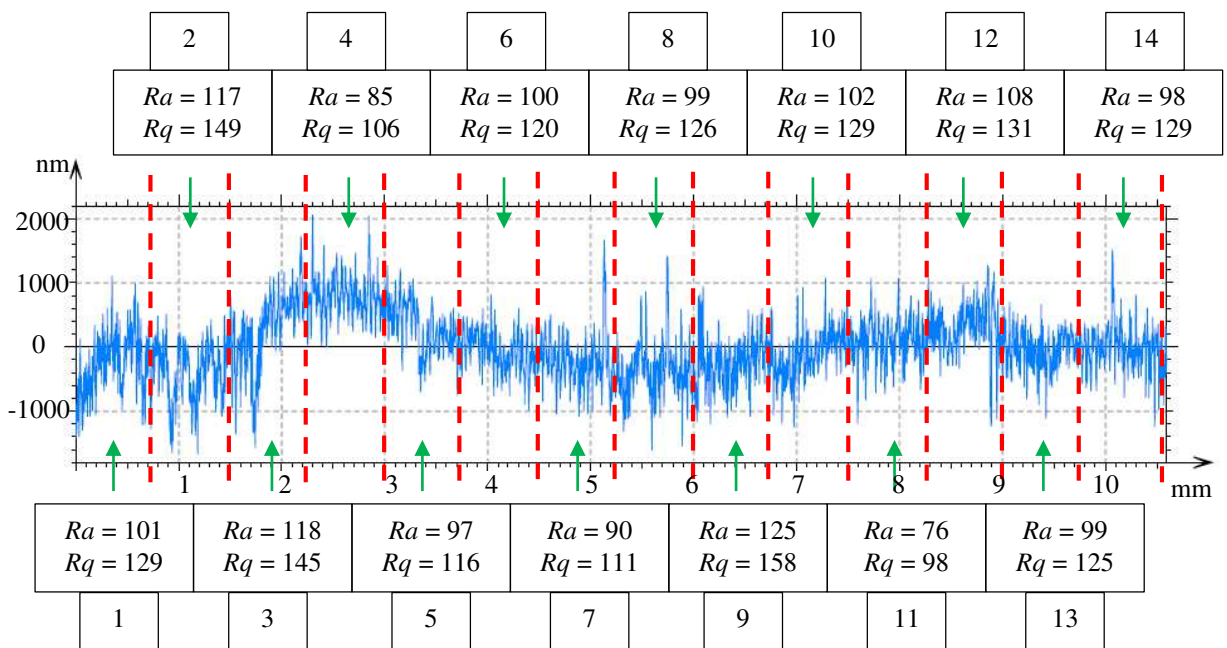 2 4 6 8 10 12 14
Ra = 117 Ra = 85 Ra = 100 Ra = 99 Ra = 102 Ra = 108 Ra = 98
Rq = 149 Rq = 106 Rq = 120 Rq = 126 Rq = 129 Rq = 131 Rq = 129
nm
2000
1000
0
-1000
1 2 3 4 5 6 7 8 9 10
mm
Ra = 101 Ra = 118 Ra = 97 Ra = 90 Ra = 125 Ra = 76 Ra = 99
Rq = 129 Rq = 145 Rq = 116 Rq = 111 Rq = 158 Rq = 98 Rq = 125
1 3 5 7 9 11 13